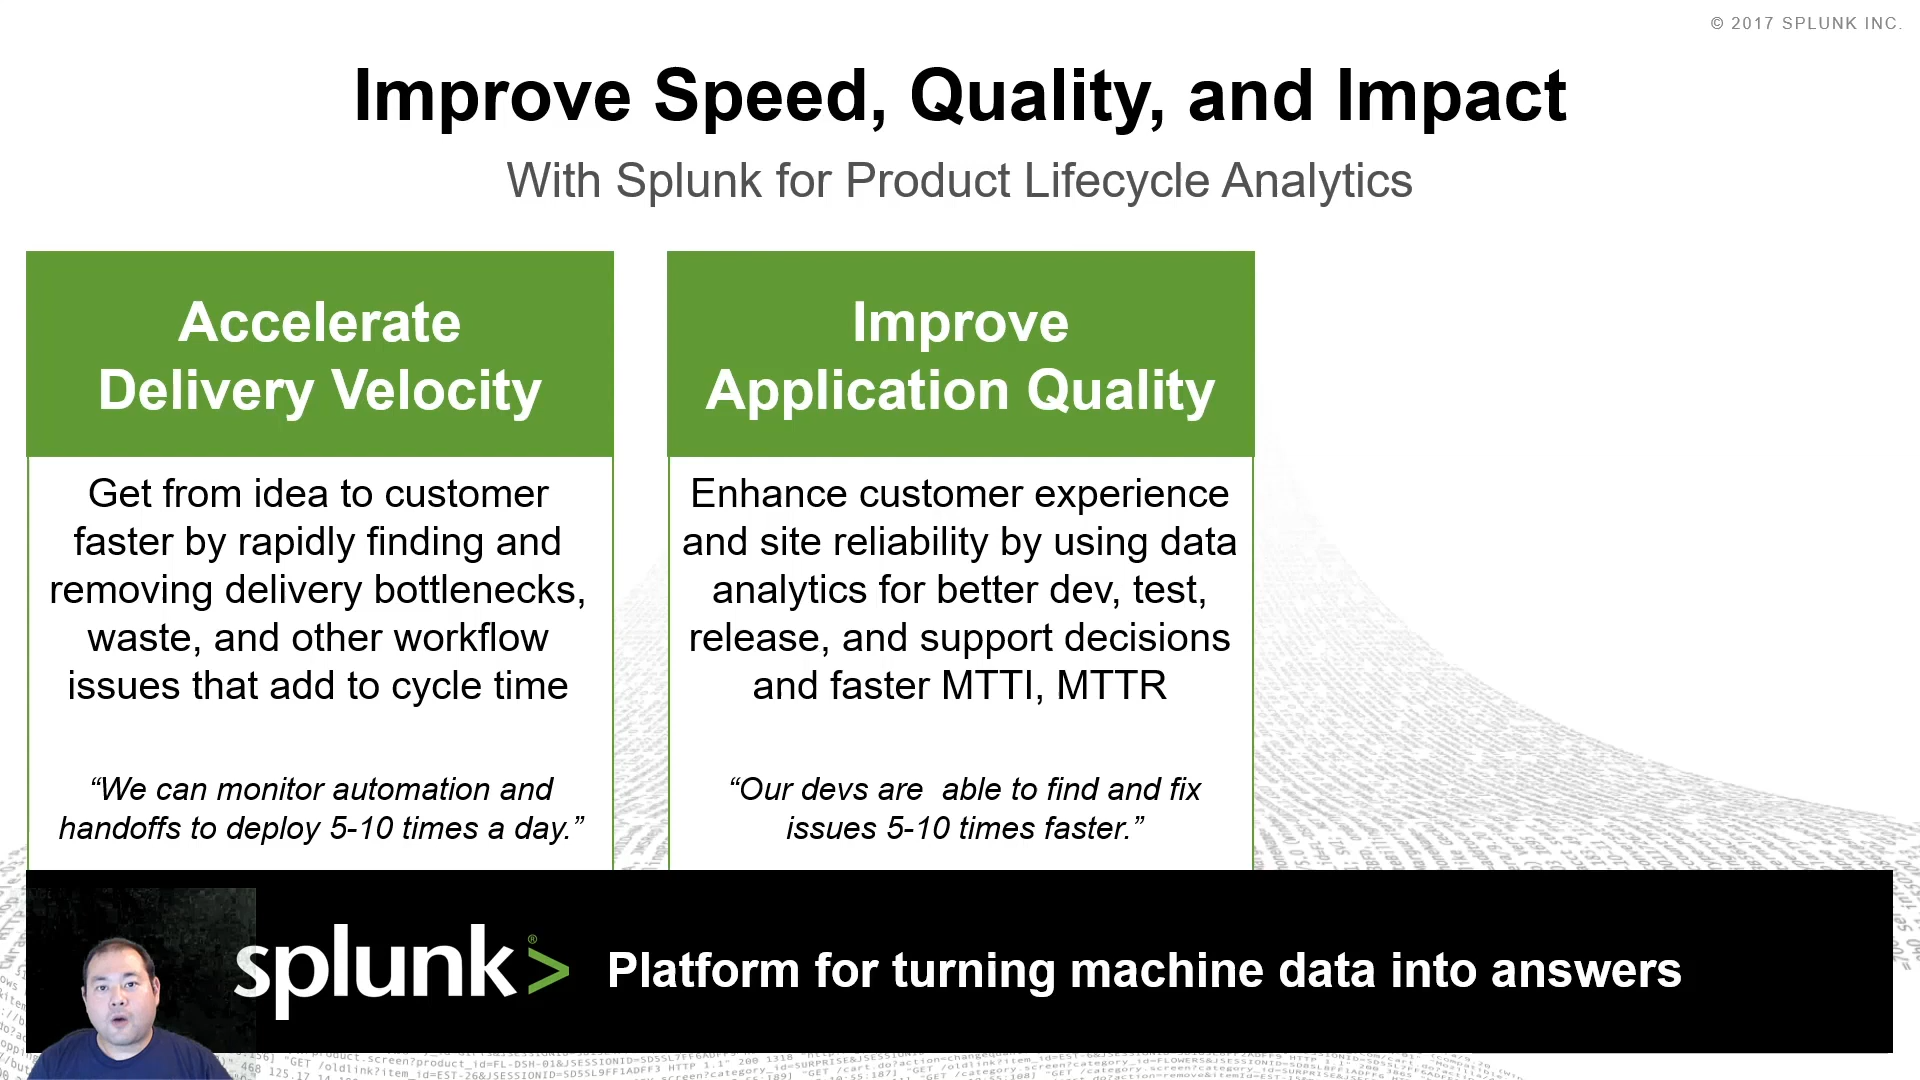 © 2017 SPLUNK INC.
Improve Speed, Quality, and Impact
With Splunk for Product Lifecycle Analytics
Accelerate
Delivery Velocity
Get from idea to customer
faster by rapidly finding and
removing delivery bottlenecks,
waste, and other workflow
issues that add to cycle time
“We can monitor automation and
handoffs to deploy 5-10 times a day.”
Improve
Application Quality
Enhance customer experience
and site reliability by using data
analytics for better dev, test,
release, and support decisions
and faster MTTI, MTTR
“Our devs are  able to find and fix
issues 5-10 times faster.”
splunk>®
Platform for turning machine data into answers